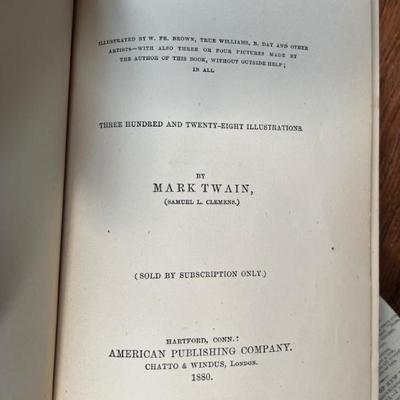 ILLUSTRATED BY W. FR. BROWN, TRUE WILLIAMS, B. DAY AND OTHER
ARTISTS—WITH ALSO THREE OR FOUR PICTURES MADE BY
THE AUTHOR OF THIS BOOK, WITHOUT OUTSIDE HELP;
IN ALL
THREE HUNDRED AND TWENTY-EIGHT ILLUSTRATIONS.
BY
MARK TWAIN,
(SAMUEL L. CLEMENS.)
(SOLD BY SUBSCRIPTION ONLY.)
HARTFORD, CONN.:
AMERICAN PUBLISHING COMPANY.
CHATTO & WINDUS, LONDON.
1880.